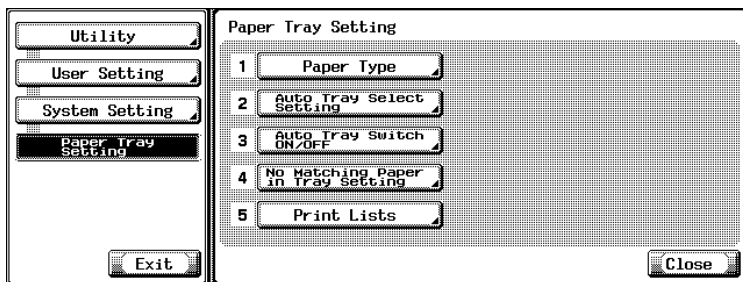 Utility
User Setting
System Setting
Paper Tray
Setting
Exit
Paper Tray Setting
1 Paper Type
2 Auto Tray Select
Setting
3 Auto Tray Switch
ON/OFF
4 No Matching Paper
in Tray Setting
5 Print Lists
Close